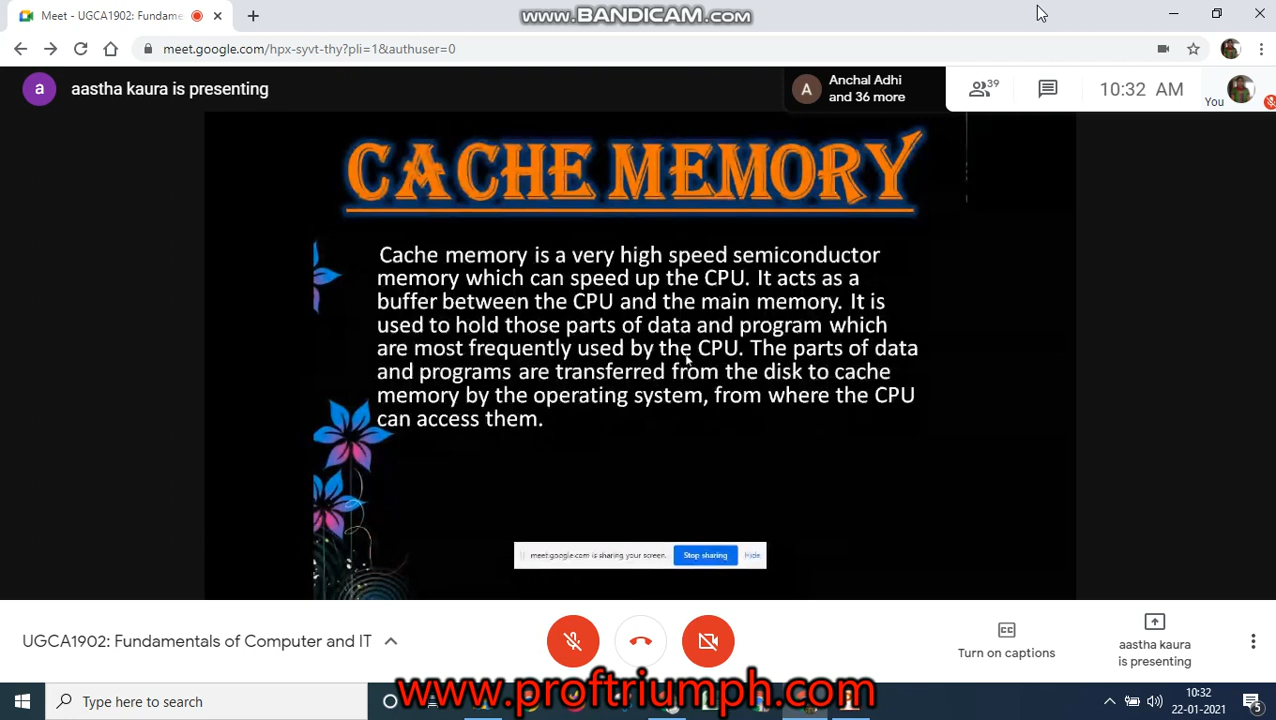 Meet - UGCA1902: Fundame
www.BANDICAM.com
meet.google.com/hpx-syvt-thy?pli=1&authuser=0
a
aastha kaura is presenting
A
Anchal Adhi
and 36 more
39
10:32 AM
You
CACHE MEMORY
Cache memory is a very high speed semiconductor
memory which can speed up the CPU. It acts as a
buffer between the CPU and the main memory. It is
used to hold those parts of data and program which
are most frequently used by the CPU. The parts of data
and programs are transferred from the disk to cache
memory by the operating system, from where the CPU
can access them.
meet.google.com is sharing your screen.
Stop sharing
Hide
UGCA1902: Fundamentals of Computer and IT
CC
Turn on captions
aastha kaura
is presenting
www.proftriumph.com
Type here to search
10:32
22-01-2021
5